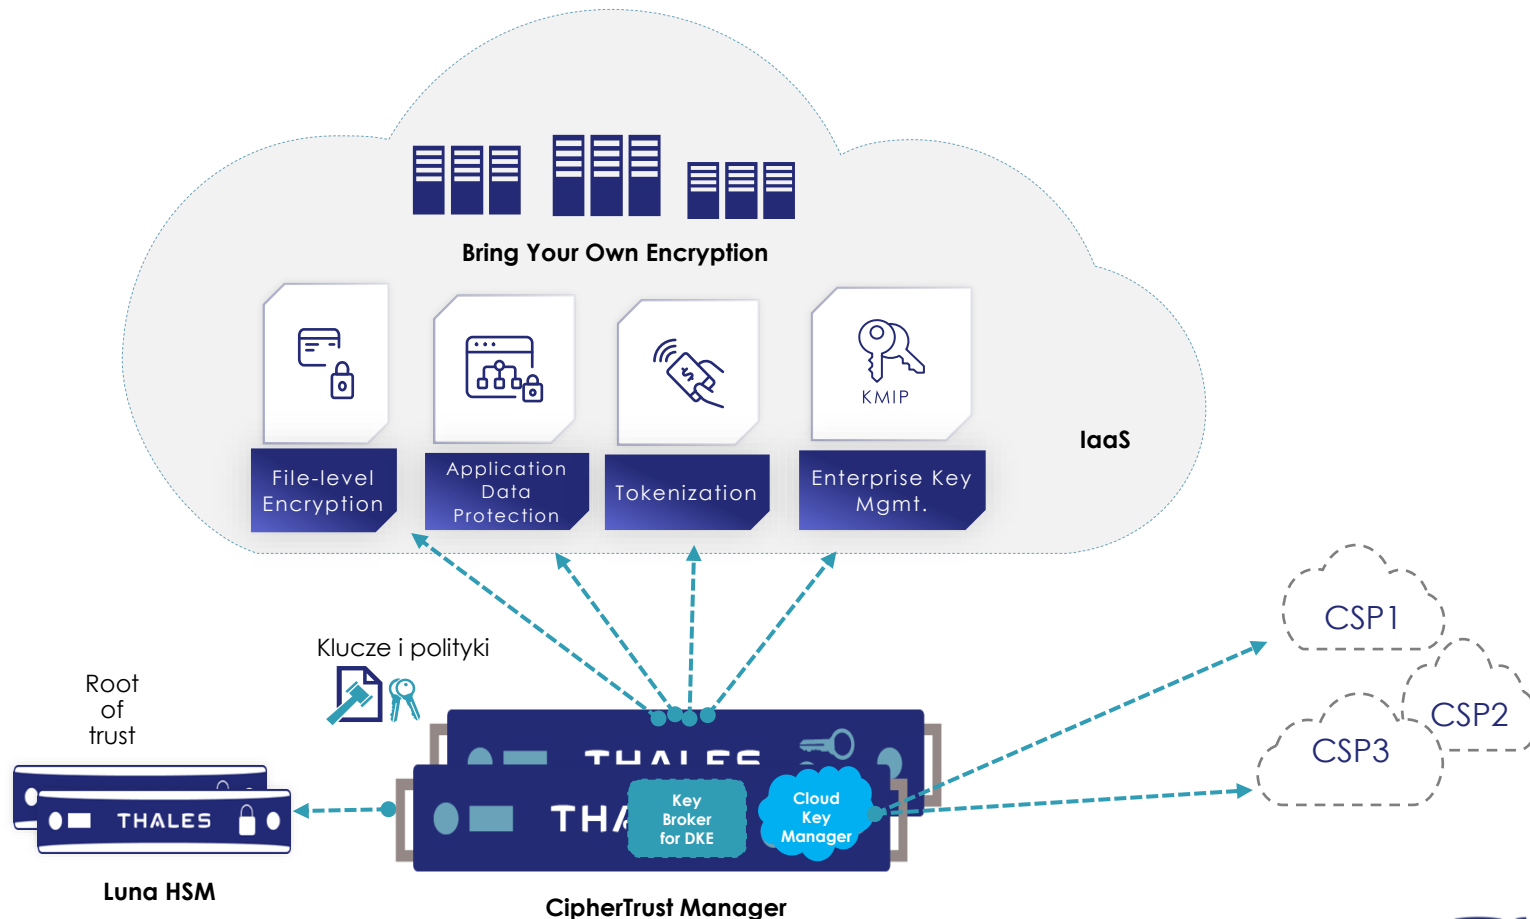 Bring Your Own Encryption
KMIP
File-level
Encryption
Application
Data
Protection
Tokenization
Enterprise Key
Mgmt.
IaaS
Klucze i polityki
Root
of
trust
CSP1
CSP2
CSP3
THALES
THALES
Key
Broker
for DKE
Cloud
Key
Manager
Luna HSM
CipherTrust Manager